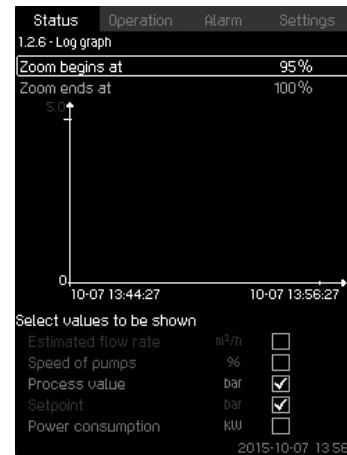 Status Operation Alarm Settings
1.2.6 - Log graph
Zoom begins at 95%
Zoom ends at 100%
5.0
0
10-07 13:44:27 10-07 13:56:27
Select values to be shown
Estimated flow rate m³/h
Speed of pumps %
Process value bar
Setpoint bar
Power consumption kW
2015-10-07 13:56